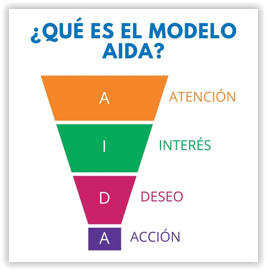 ¿QUÉ ES EL MODELO
AIDA?
A ATENCIÓN
I INTERÉS
D DESEO
A ACCIÓN